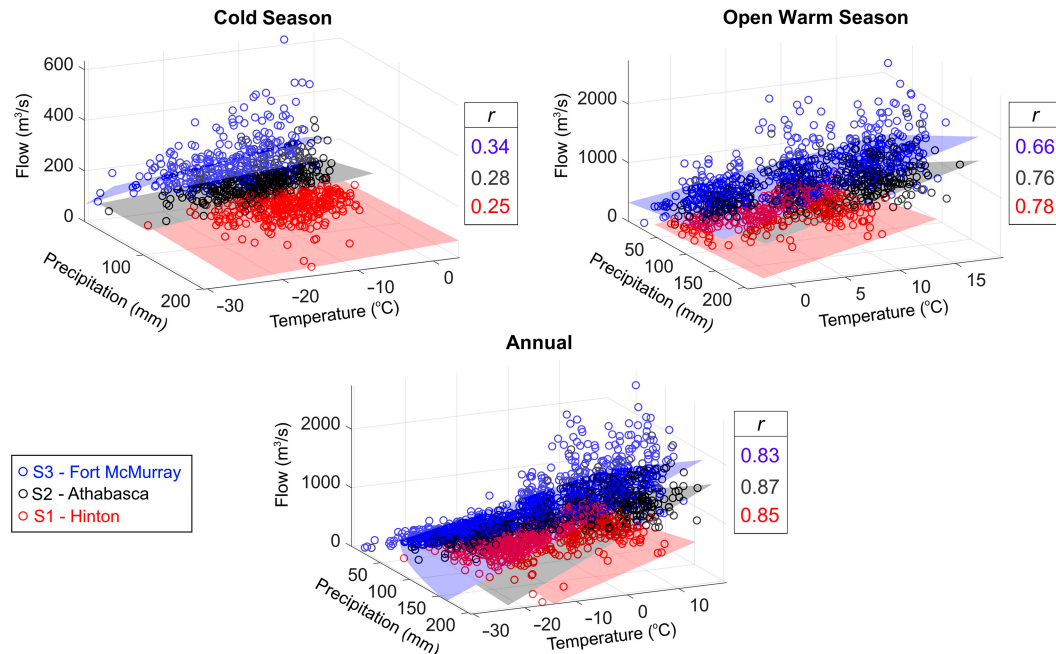 Cold Season
600
400
200
0
Flow (m³/s)
100
200
Precipitation (mm)
−30
−20
−10
0
Temperature (°C)
r
0.34
0.28
0.25
Open Warm Season
2000
1000
0
Flow (m³/s)
50
100
150
200
Precipitation (mm)
0
5
10
15
Temperature (°C)
r
0.66
0.76
0.78
Annual
2000
1000
0
Flow (m³/s)
50
100
150
200
Precipitation (mm)
−30
−20
−10
0
10
Temperature (°C)
r
0.83
0.87
0.85
S3 - Fort McMurray
S2 - Athabasca
S1 - Hinton